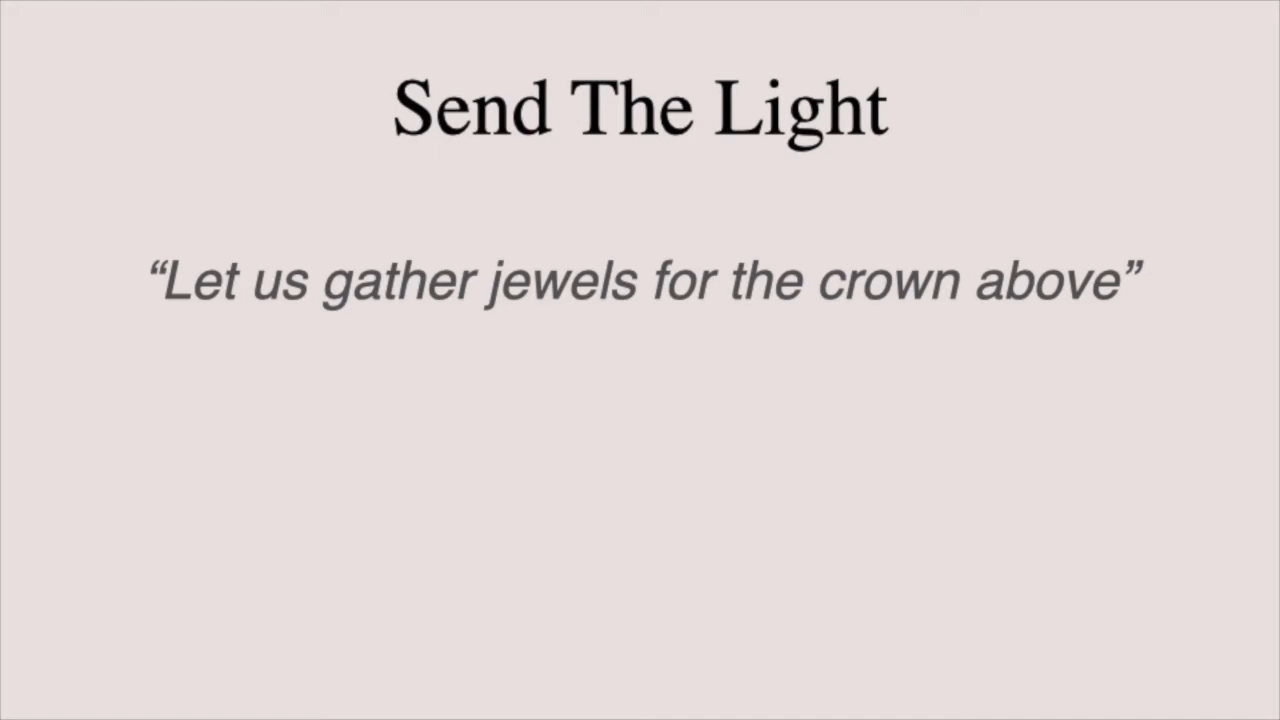 Send The Light
“Let us gather jewels for the crown above”